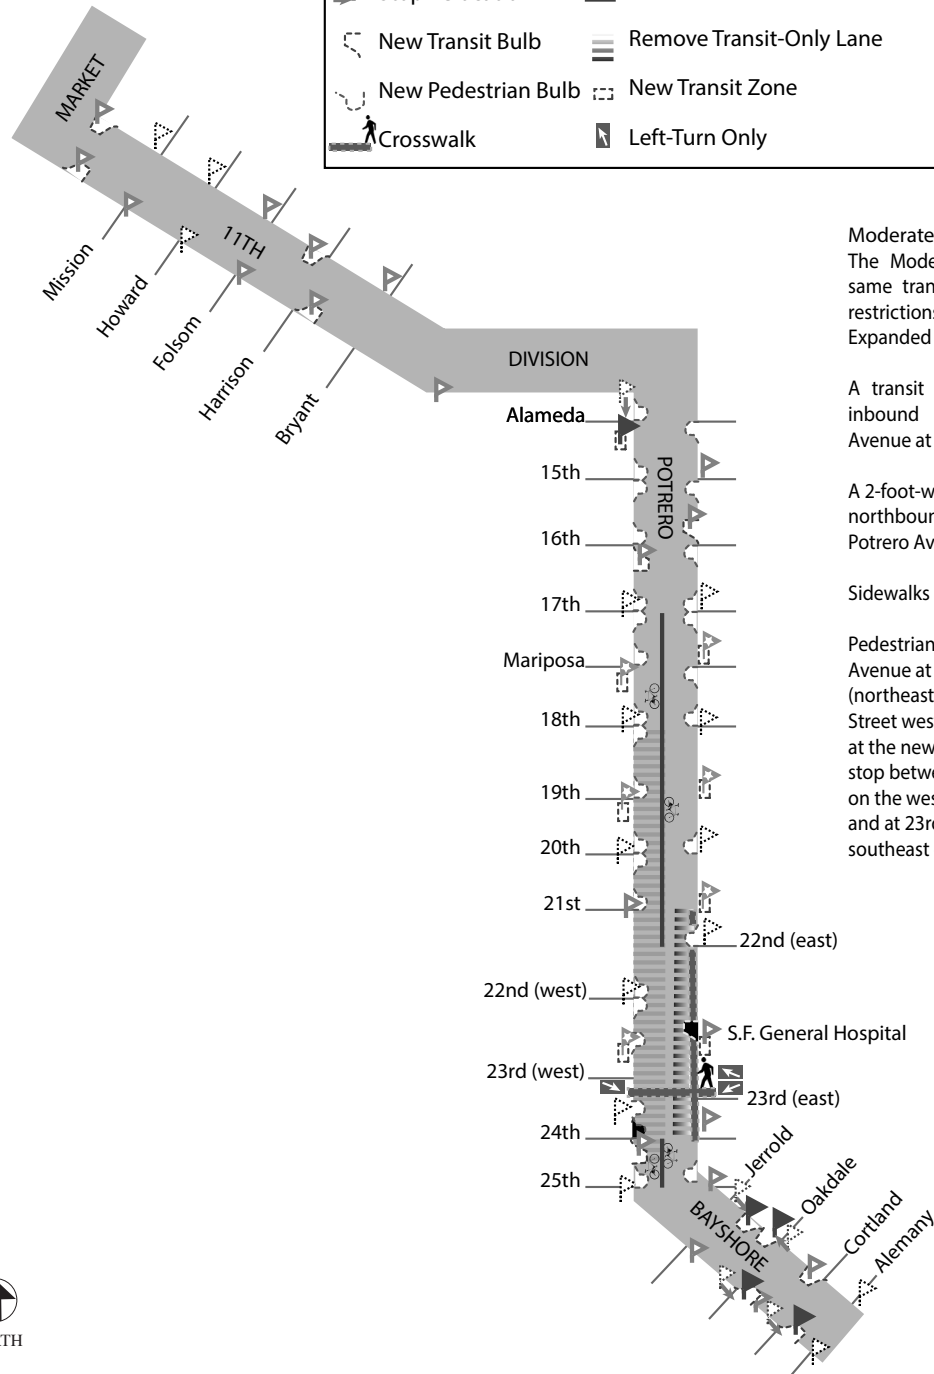 New Transit Bulb
Remove Transit-Only Lane
New Pedestrian Bulb
New Transit Zone
Crosswalk
Left-Turn Only
MARKET
11TH
Mission
Howard
Folsom
Harrison
Bryant
DIVISION
Alameda
15th
POTRERO
16th
17th
Mariposa
18th
19th
20th
21st
22nd (east)
22nd (west)
S.F. General Hospital
23rd (west)
23rd (east)
24th
25th
Jerrold
Oakdale
BAYSHORE
Cortland
Alemany
Moderate
The Mode
same tran
restrictions
Expanded
A transit
inbound
Avenue at
A 2-foot-w
northboun
Potrero Av
Sidewalks
Pedestrian
Avenue at
(northeast
Street wes
at the new
stop betwe
on the wes
and at 23r
southeast
TH